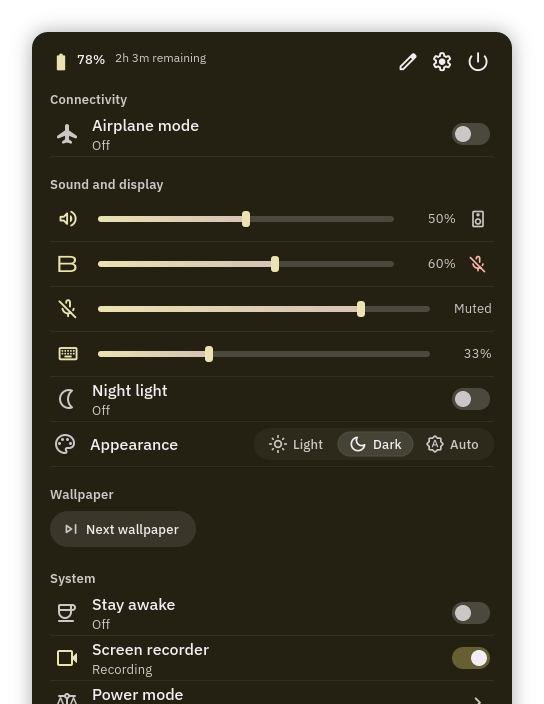 78% 2h 3m remaining
Connectivity
Airplane mode
Off
Sound and display
50%
60%
Muted
33%
Night light
Off
Appearance Light Dark Auto
Wallpaper
Next wallpaper
System
Stay awake
Off
Screen recorder
Recording
Power mode